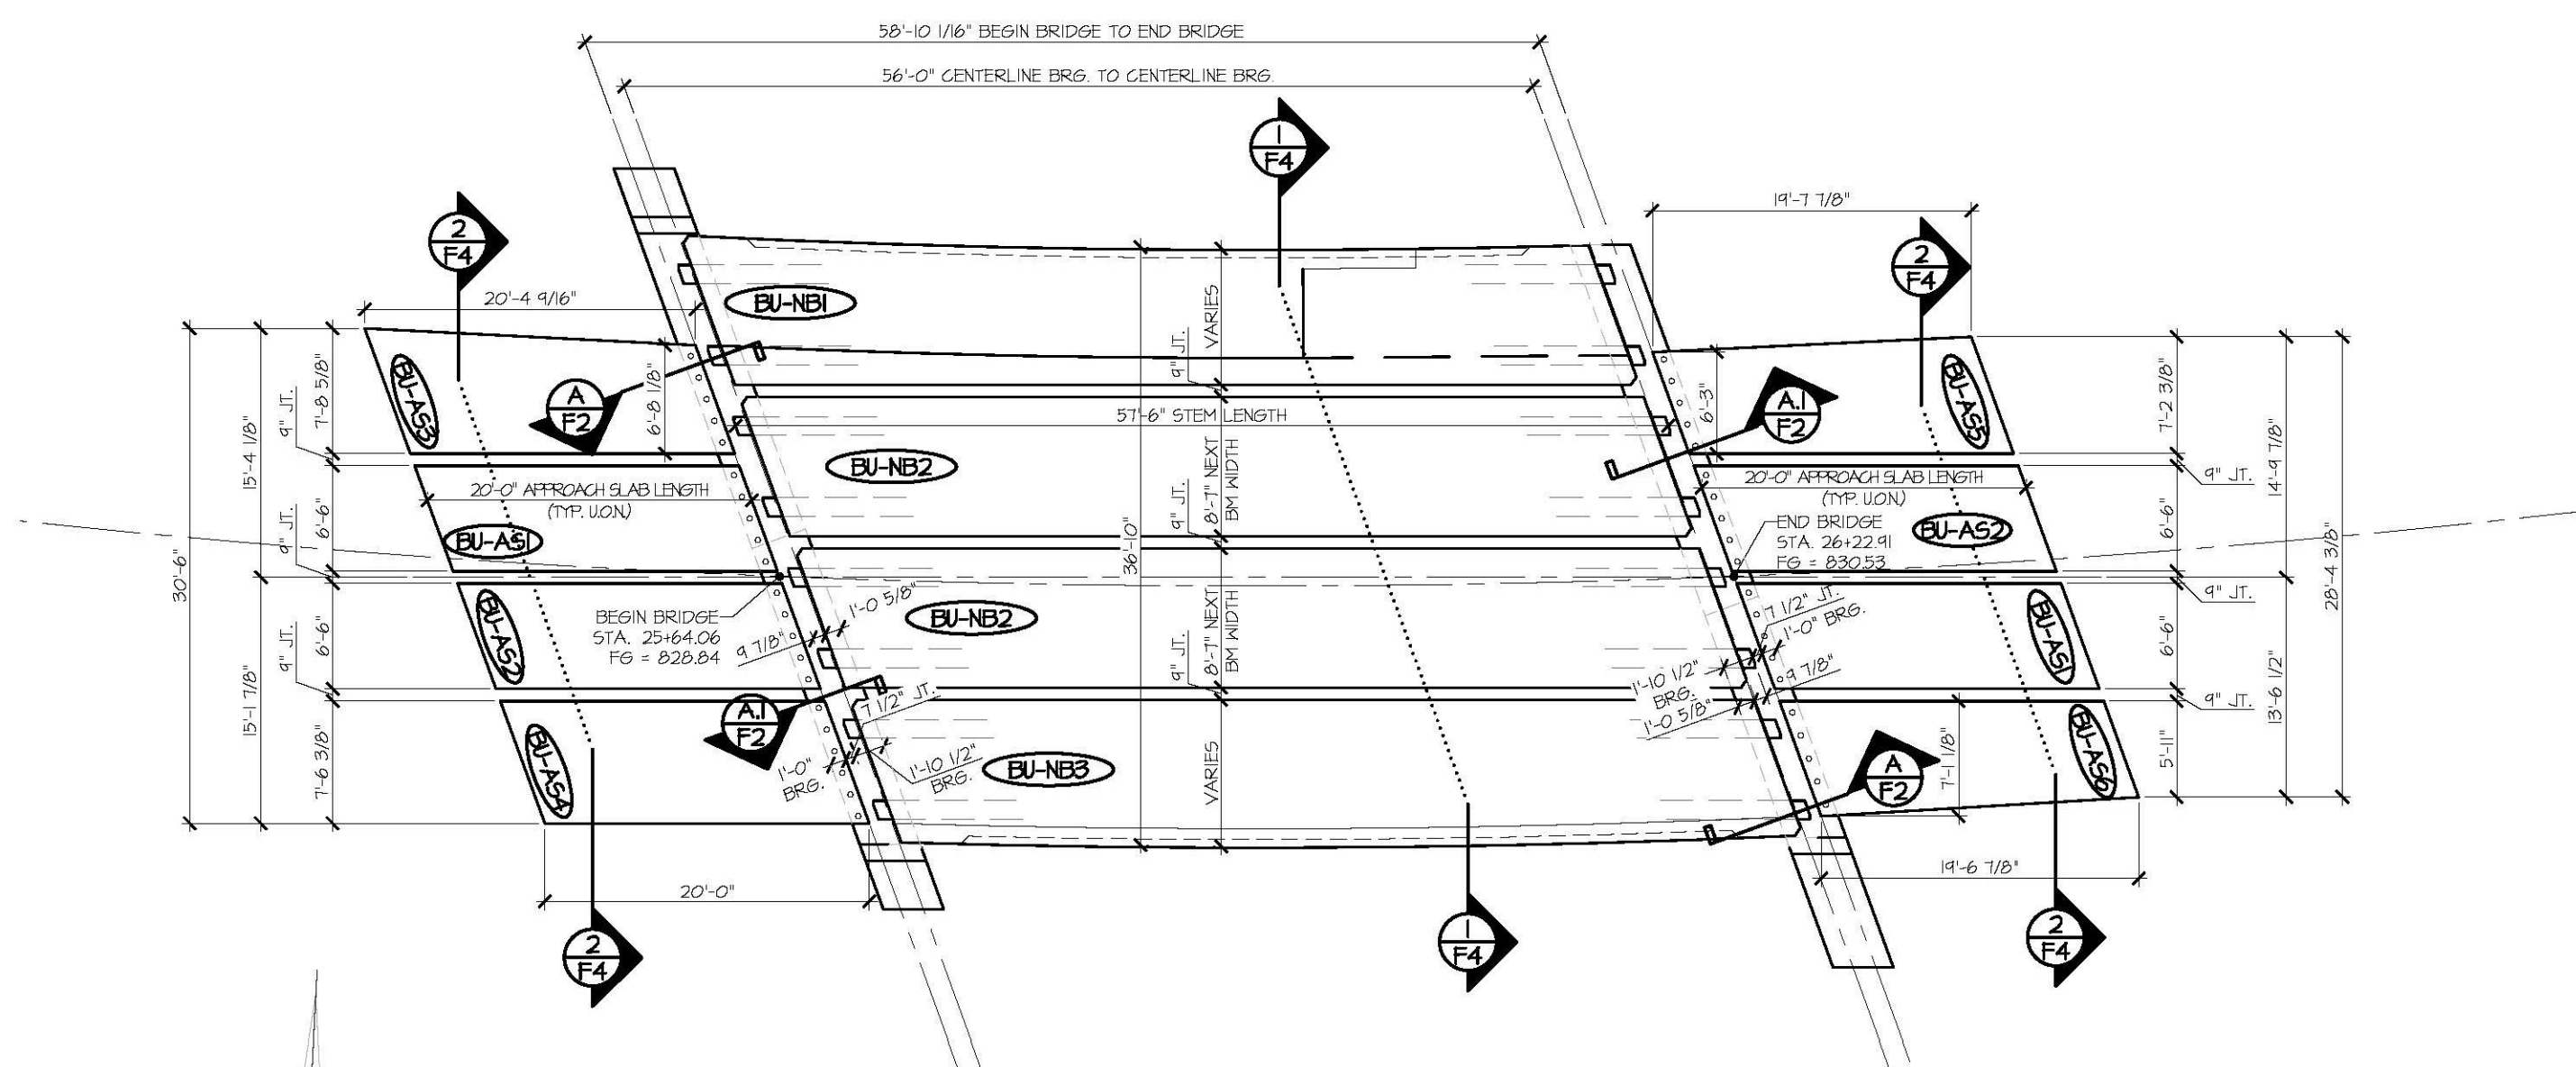 58'-10 1/16" BEGIN BRIDGE TO END BRIDGE
56'-0" CENTERLINE BRG. TO CENTERLINE BRG.
1
F4
2
F4
20'-4 9/16"
19'-7 7/8"
2
F4
BU-NB1
VARIES
9" JT.
BU-AS3
A
F2
6'-8 1/8"
7'-8 5/8"
9" JT.
15'-4 1/8"
30'-6"
57'-6" STEM LENGTH
6'-3"
A.1
F2
BU-AS5
7'-2 3/8"
9" JT.
14'-9 7/8"
28'-4 3/8"
BU-NB2
20'-0" APPROACH SLAB LENGTH
(TYP. U.O.N.)
BU-AS1
6'-6"
9" JT.
9" JT.
8'-7" NEXT
BM WIDTH
36'-10"
20'-0" APPROACH SLAB LENGTH
(TYP. U.O.N.)
END BRIDGE
STA. 26+22.91
FG = 830.53
BU-AS2
6'-6"
9" JT.
BU-AS2
BEGIN BRIDGE
STA. 25+64.06
FG = 828.84
9 7/8"
1'-0 5/8"
BU-NB2
9" JT.
8'-7" NEXT
BM WIDTH
7 1/2" JT.
1'-0" BRG.
1'-10 1/2"
BRG.
9 7/8"
1'-0 5/8"
BU-AS1
6'-6"
9" JT.
13'-6 1/2"
6'-6"
9" JT.
15'-1 7/8"
7'-6 3/8"
BU-AS4
A.1
F2
7 1/2" JT.
1'-0"
BRG.
1'-10 1/2"
BRG.
BU-NB3
VARIES
A
F2
7'-1 1/8"
BU-AS6
5'-11"
20'-0"
19'-6 7/8"
2
F4
1
F4
2
F4